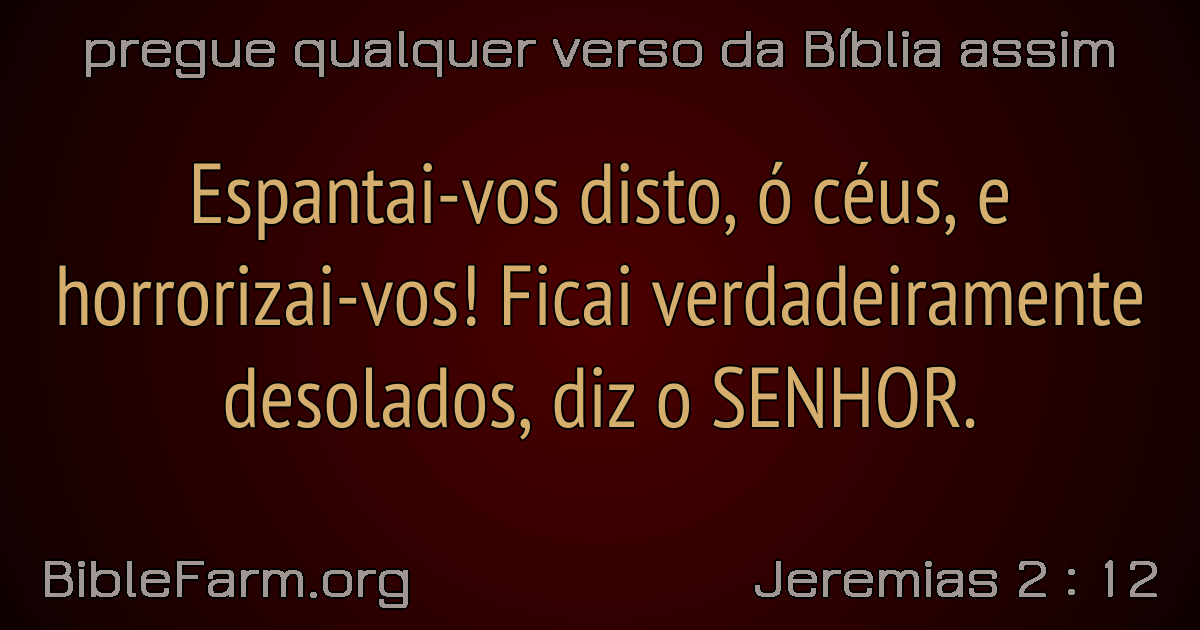 pregue qualquer verso da Bíblia assim
Espantai-vos disto, ó céus, e
horrorizai-vos! Ficai verdadeiramente
desolados, diz o SENHOR.
BibleFarm.org
Jeremias 2 : 12